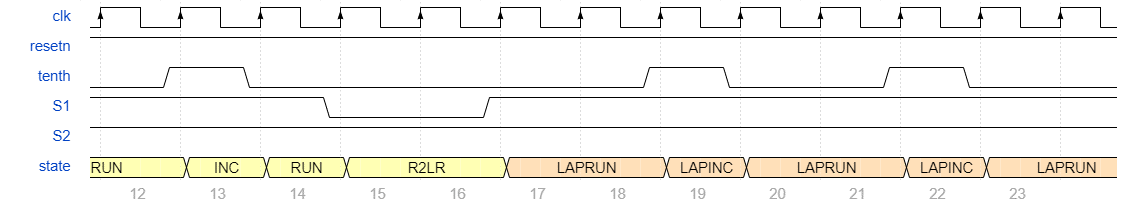 clk
resetn
tenth
S1
S2
state RUN INC RUN R2LR LAPRUN LAPINC LAPRUN LAPINC LAPRUN
12 13 14 15 16 17 18 19 20 21 22 23